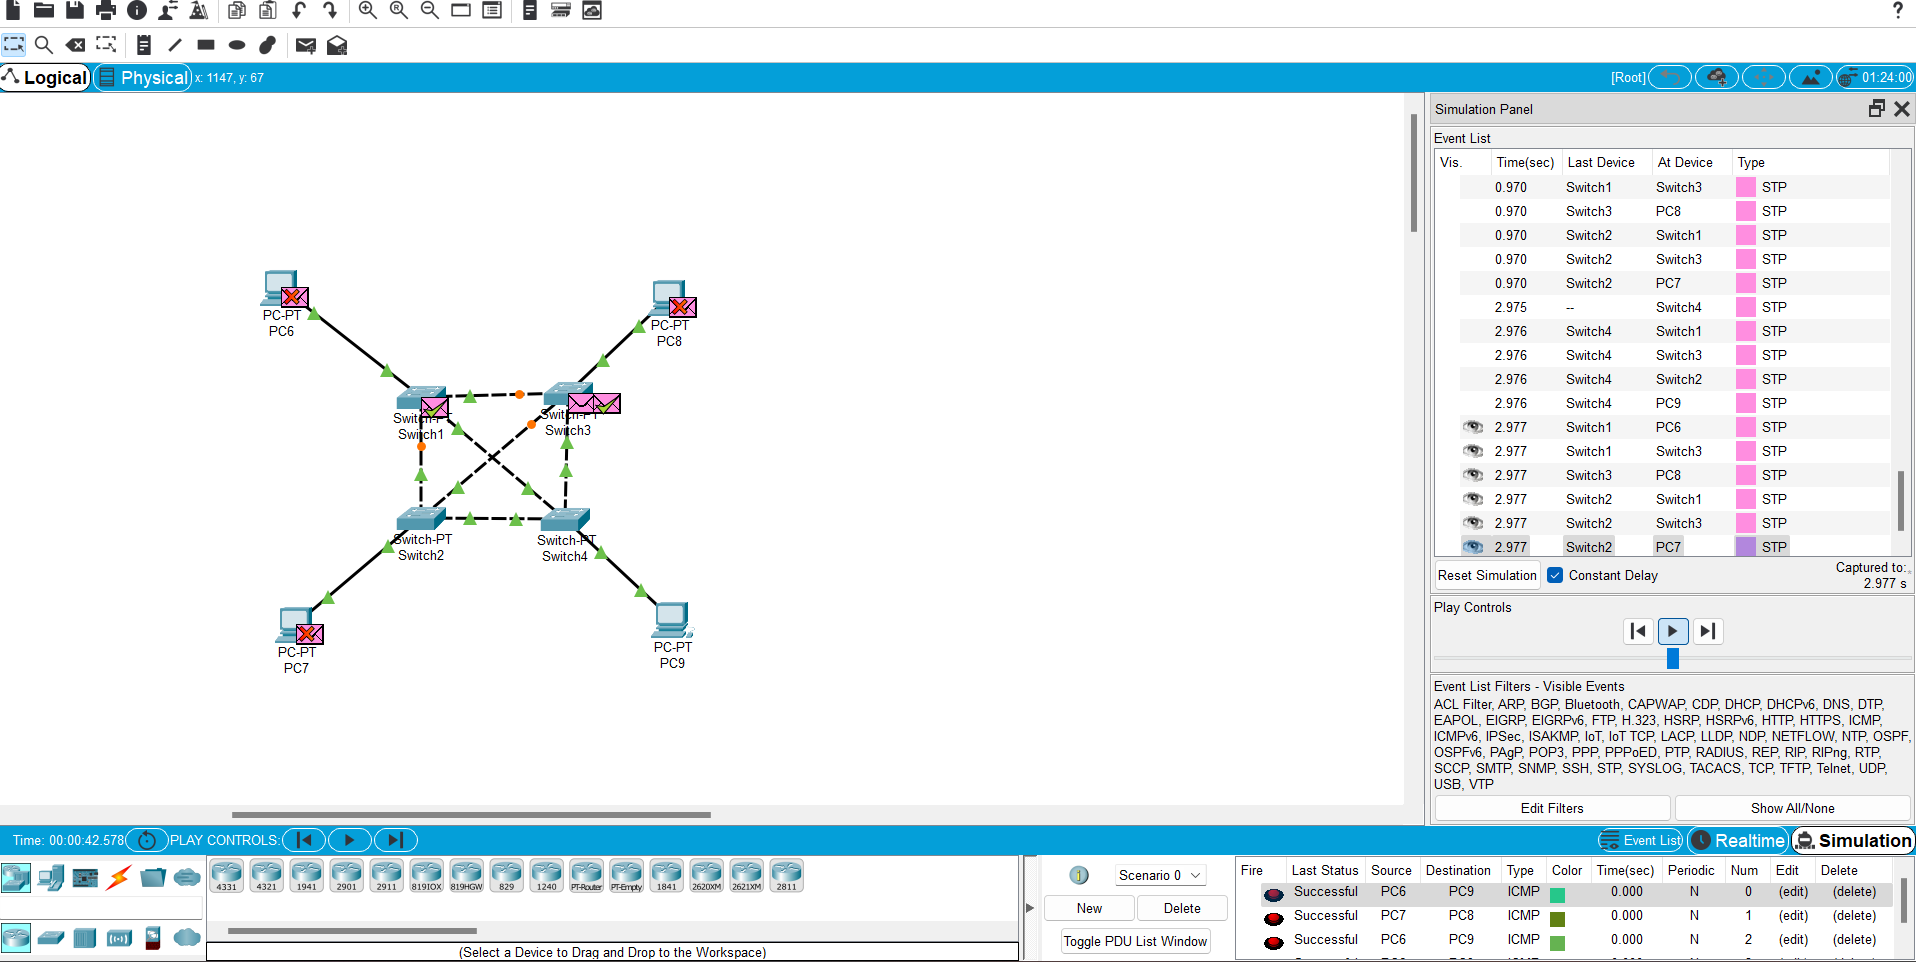 ?
Logical
Physical
x: 1147, y: 67
[Root]
01:24:00
Simulation Panel
Event List
Vis. Time(sec) Last Device At Device Type
0.970 Switch1 Switch3 STP
0.970 Switch3 PC8 STP
0.970 Switch2 Switch1 STP
0.970 Switch2 Switch3 STP
0.970 Switch2 PC7 STP
2.975 -- Switch4 STP
2.976 Switch4 Switch1 STP
2.976 Switch4 Switch3 STP
2.976 Switch4 Switch2 STP
2.976 Switch4 PC9 STP
2.977 Switch1 PC6 STP
2.977 Switch1 Switch3 STP
2.977 Switch3 PC8 STP
2.977 Switch2 Switch1 STP
2.977 Switch2 Switch3 STP
2.977 Switch2 PC7 STP
Reset Simulation
Constant Delay
Captured to:
2.977 s
Play Controls
Event List Filters - Visible Events
ACL Filter, ARP, BGP, Bluetooth, CAPWAP, CDP, DHCP, DHCPv6, DNS, DTP,
EAPOL, EIGRP, EIGRPv6, FTP, H.323, HSRP, HSRPv6, HTTP, HTTPS, ICMP,
ICMPv6, IPSec, ISAKMP, IoT, IoT TCP, LACP, LLDP, NDP, NETFLOW, NTP, OSPF,
OSPFv6, PAgP, POP3, PPP, PPPoED, PTP, RADIUS, REP, RIP, RIPng, RTP,
SCCP, SMTP, SNMP, SSH, STP, SYSLOG, TACACS, TCP, TFTP, Telnet, UDP,
USB, VTP
Edit Filters
Show All/None
PC-PT
PC6
PC-PT
PC8
Switch-PT
Switch1
Switch-PT
Switch3
Switch-PT
Switch2
Switch-PT
Switch4
PC-PT
PC7
PC-PT
PC9
Time: 00:00:42.578
PLAY CONTROLS:
Event List
Realtime
Simulation
4331 4321 1941 2901 2911 819IOX 819HGW 829 1240 PT-Router PT-Empty 1841 2620XM 2621XM 2811
(Select a Device to Drag and Drop to the Workspace)
1
Scenario 0
New
Delete
Toggle PDU List Window
Fire Last Status Source Destination Type Color Time(sec) Periodic Num Edit Delete
Successful PC6 PC9 ICMP 0.000 N 0 (edit) (delete)
Successful PC7 PC8 ICMP 0.000 N 1 (edit) (delete)
Successful PC6 PC9 ICMP 0.000 N 2 (edit) (delete)